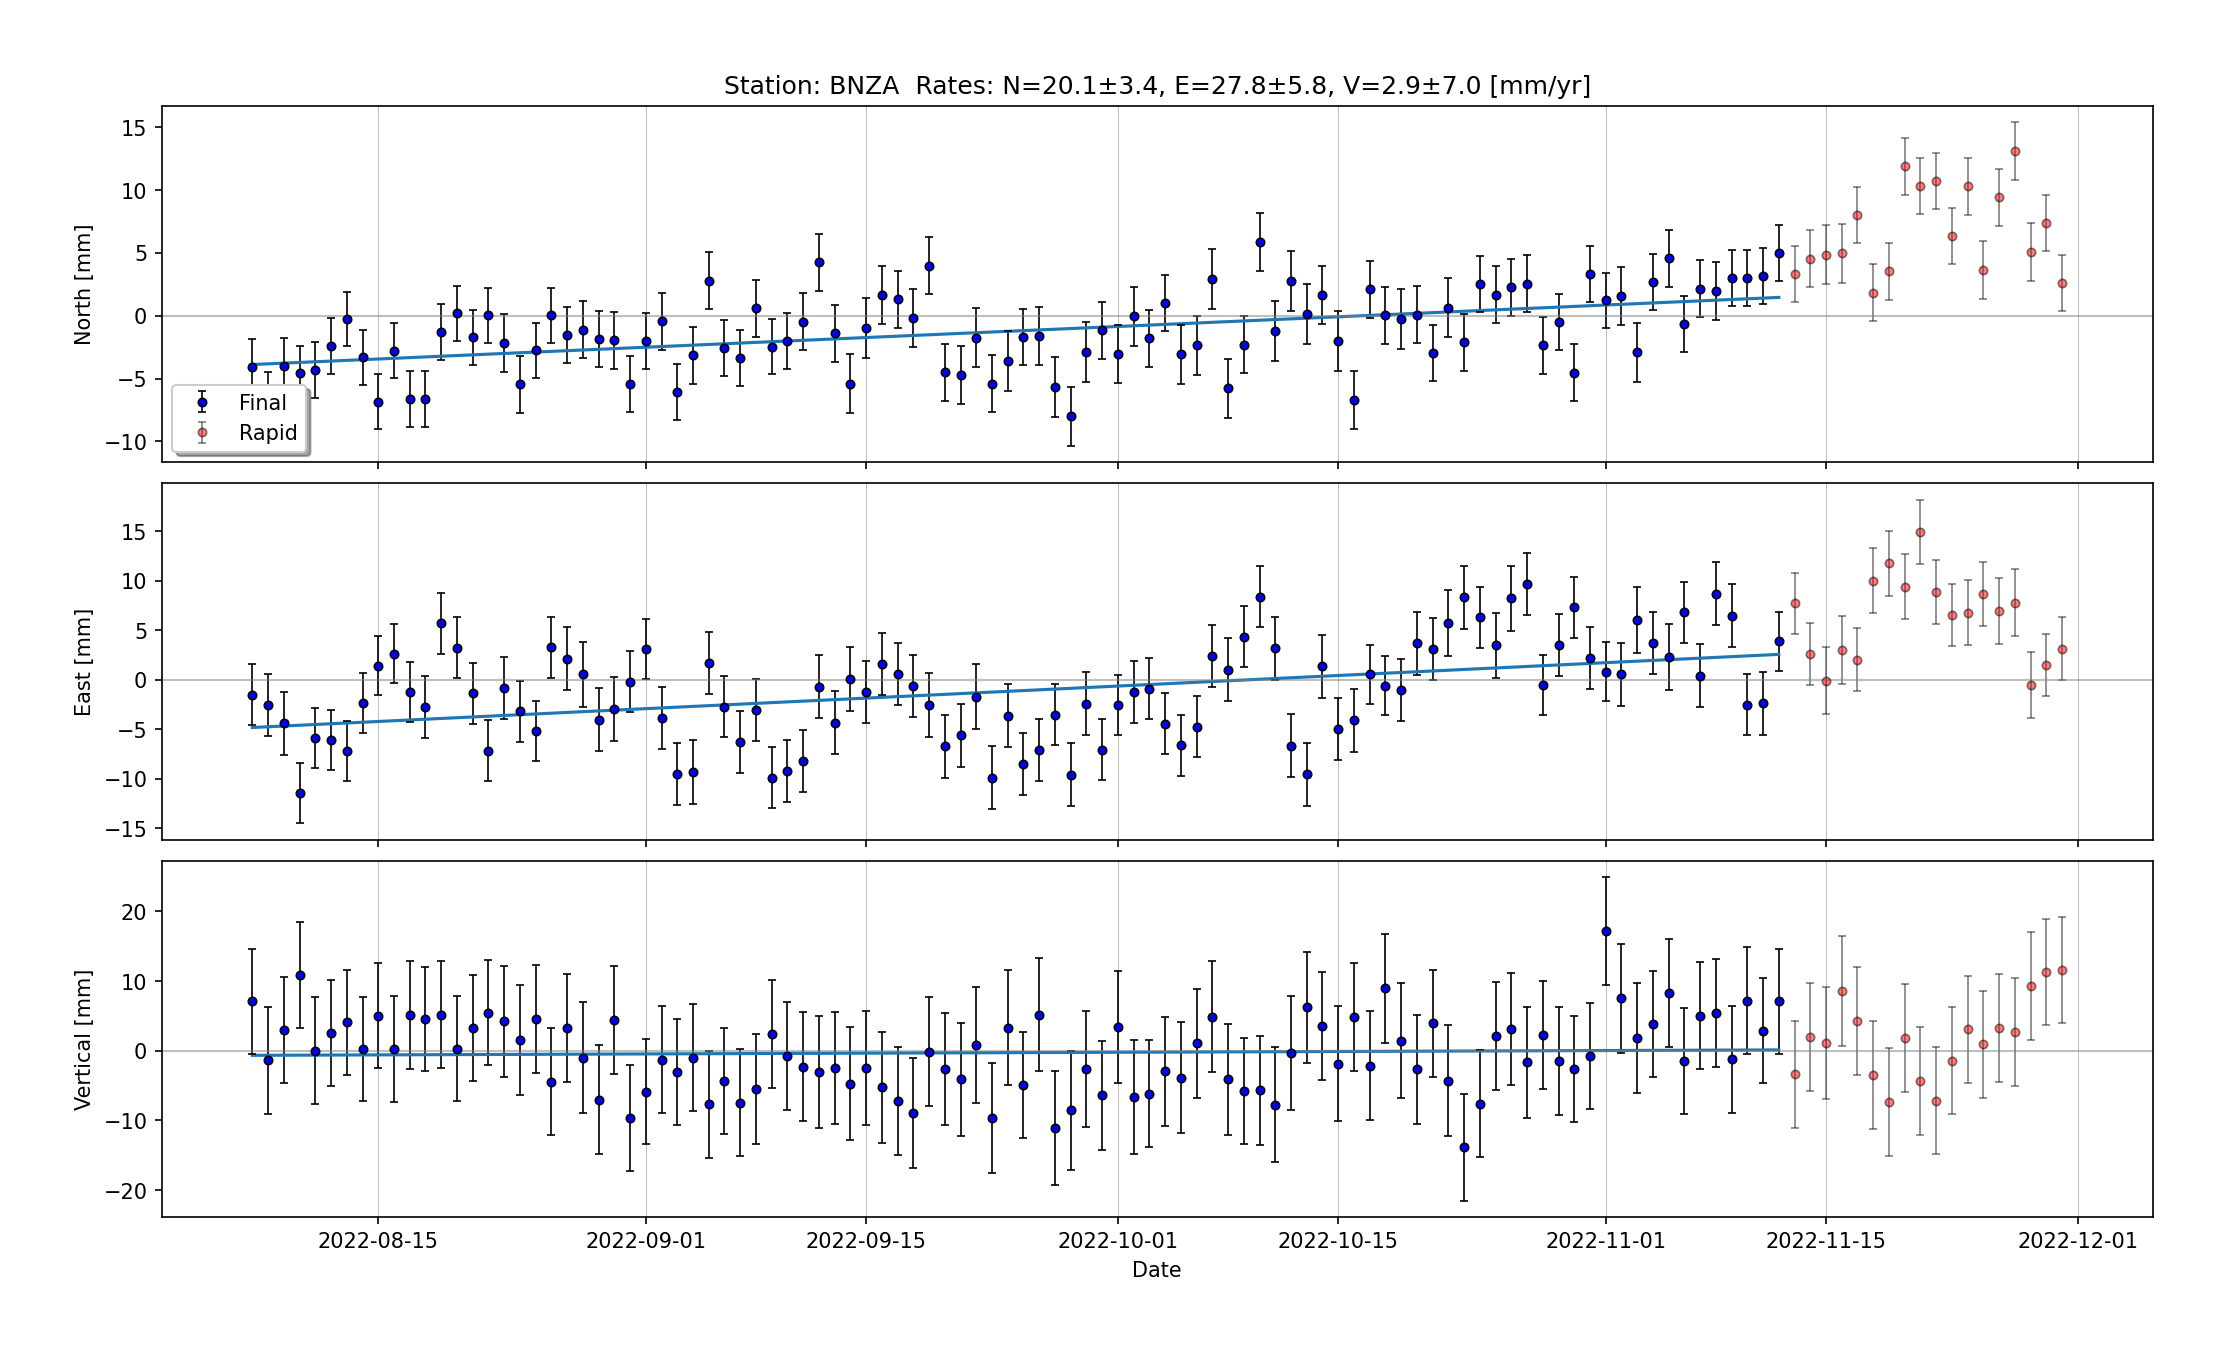 Station: BNZA  Rates: N=20.1±3.4, E=27.8±5.8, V=2.9±7.0 [mm/yr]
15
10
5
0
−5
−10
North [mm]
Final
Rapid
15
10
5
0
−5
−10
−15
East [mm]
20
10
0
−10
−20
Vertical [mm]
2022-08-15 2022-09-01 2022-09-15 2022-10-01 2022-10-15 2022-11-01 2022-11-15 2022-12-01
Date